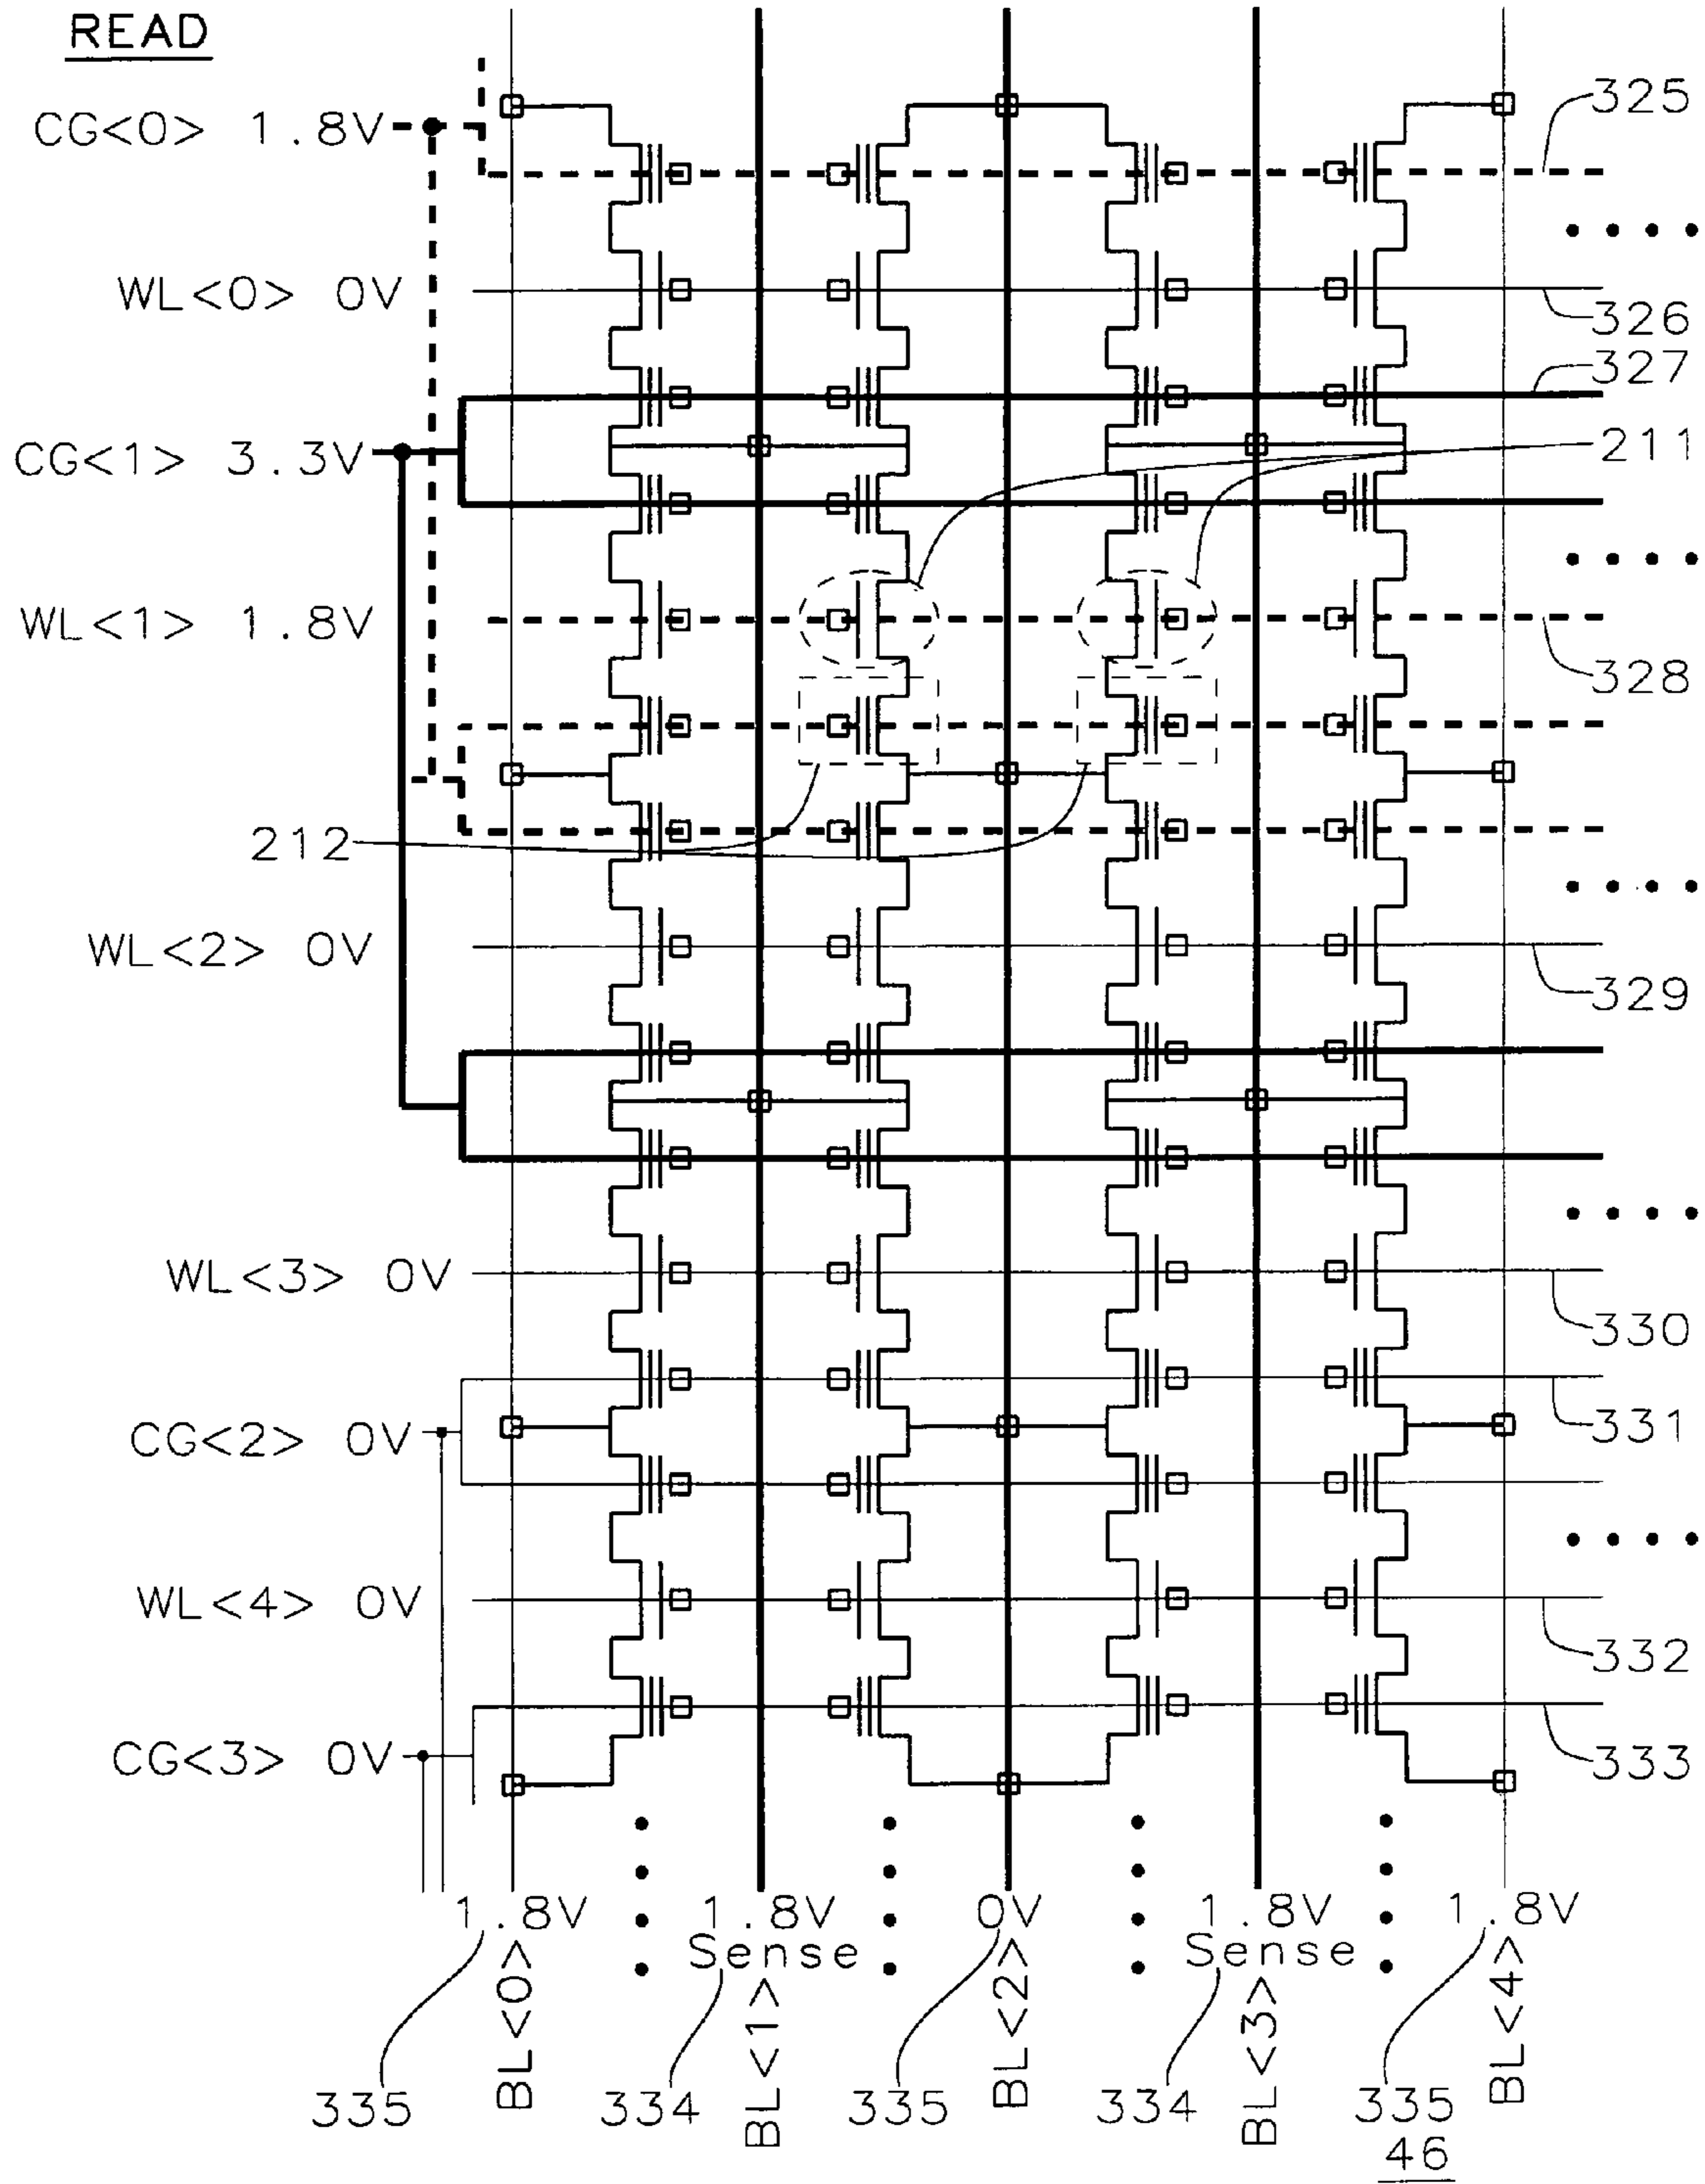 READ
CG<0> 1.8V
325
WL<0> 0V
326
327
CG<1> 3.3V
211
WL<1> 1.8V
328
212
WL<2> 0V
329
WL<3> 0V
330
CG<2> 0V
331
WL<4> 0V
332
CG<3> 0V
333
1.8V 1.8V 0V 1.8V 1.8V
Sense Sense
BL<0> BL<1> BL<2> BL<3> BL<4>
335 334 335 334 335
46